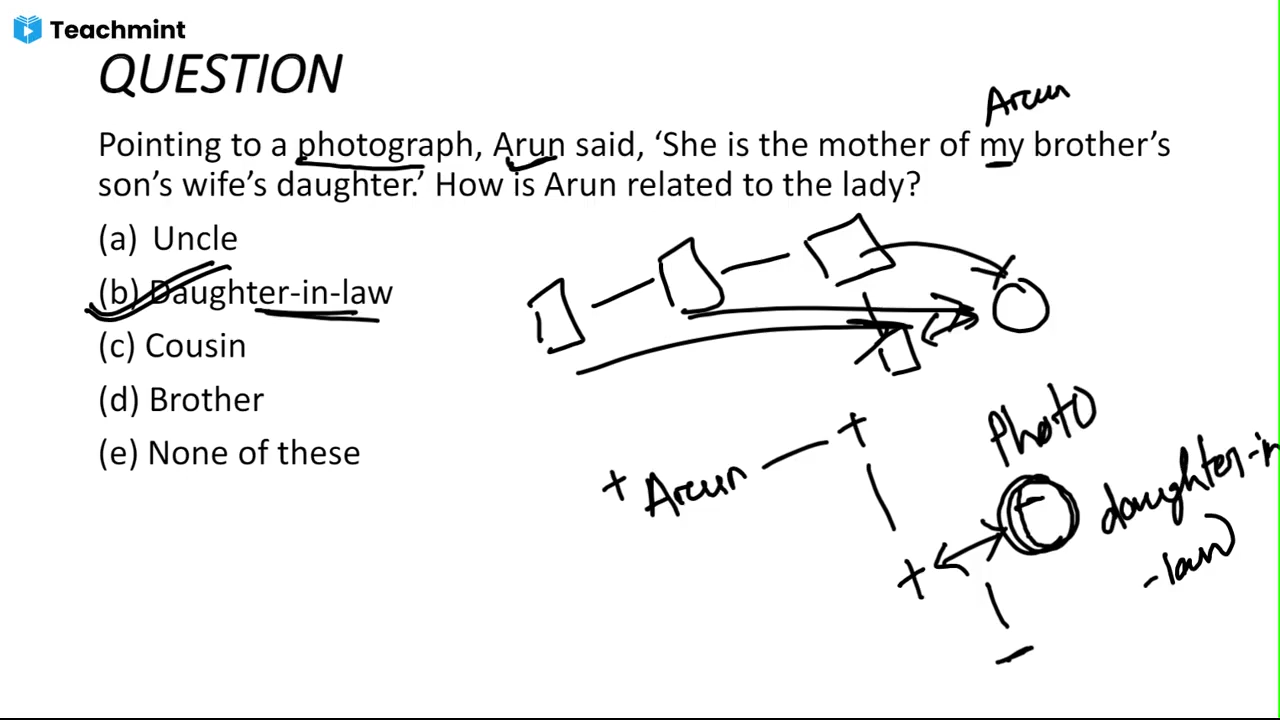 Teachmint
QUESTION
Arun
Pointing to a photograph, Arun said, ‘She is the mother of my brother’s
son’s wife’s daughter.’ How is Arun related to the lady?
(a) Uncle
(b) Daughter-in-law
(c) Cousin
(d) Brother
(e) None of these
Photo
+ Arun — +
daughter-in
-law
+